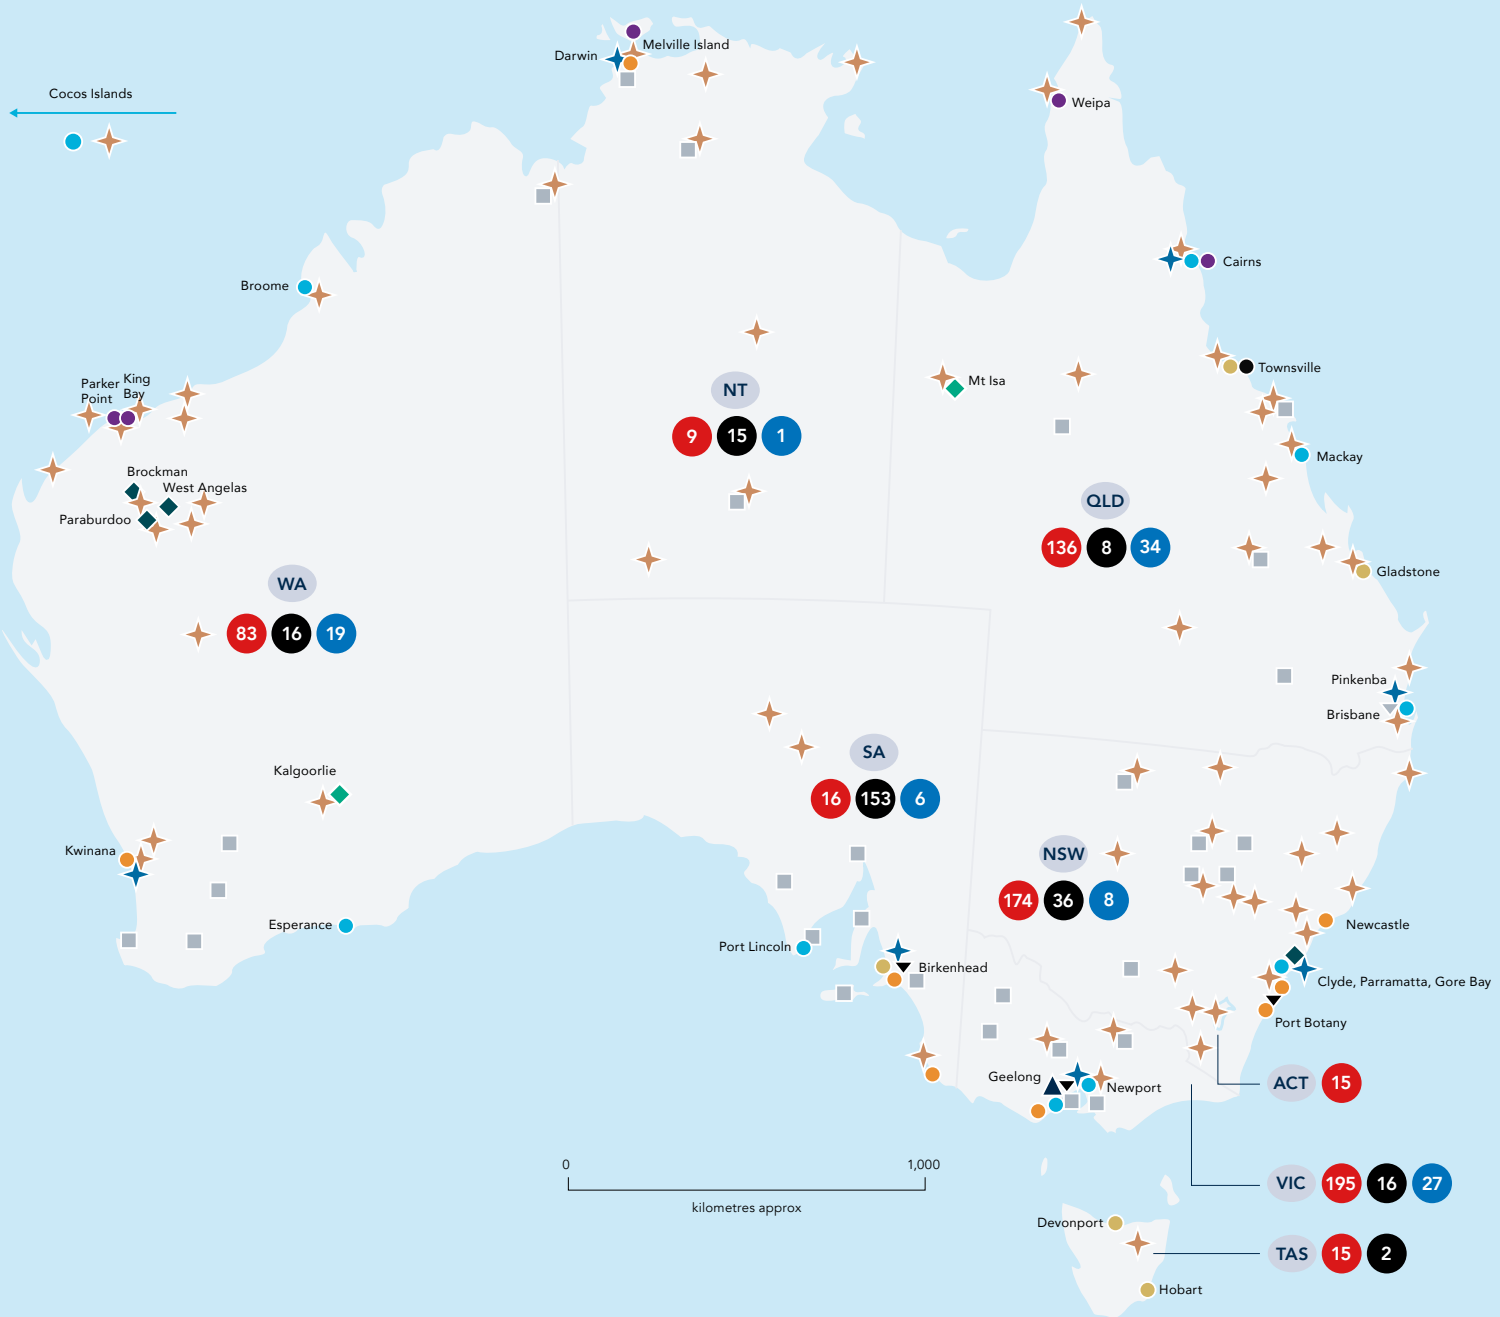 Melville Island
Darwin
Cocos Islands
Weipa
Cairns
Broome
Townsville
Parker
Point
King
Bay
Mt Isa
NT
9 15 1
Mackay
Brockman
West Angelas
Paraburdoo
QLD
136 8 34
Gladstone
WA
83 16 19
Pinkenba
Brisbane
SA
16 153 6
Kalgoorlie
Kwinana
NSW
174 36 8
Esperance
Newcastle
Port Lincoln
Birkenhead
Clyde, Parramatta, Gore Bay
Port Botany
Geelong
Newport
ACT 15
0 1,000
kilometres approx
VIC 195 16 27
Devonport
TAS 15 2
Hobart